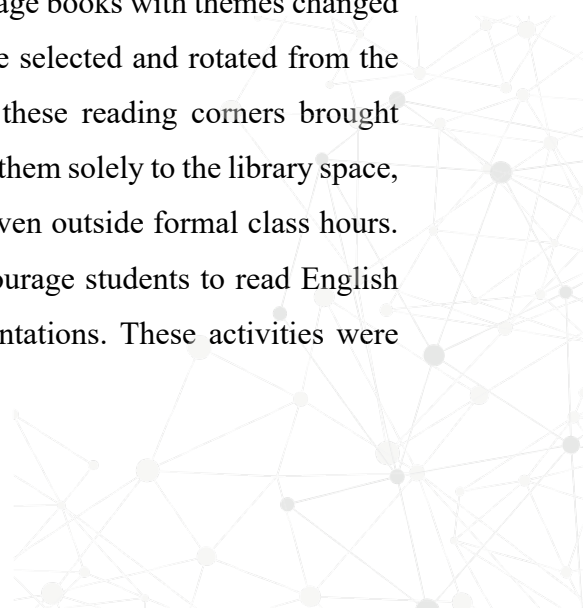 age books with themes changed
e selected and rotated from the
these reading corners brought
them solely to the library space,
ven outside formal class hours.
ourage students to read English
ntations. These activities were